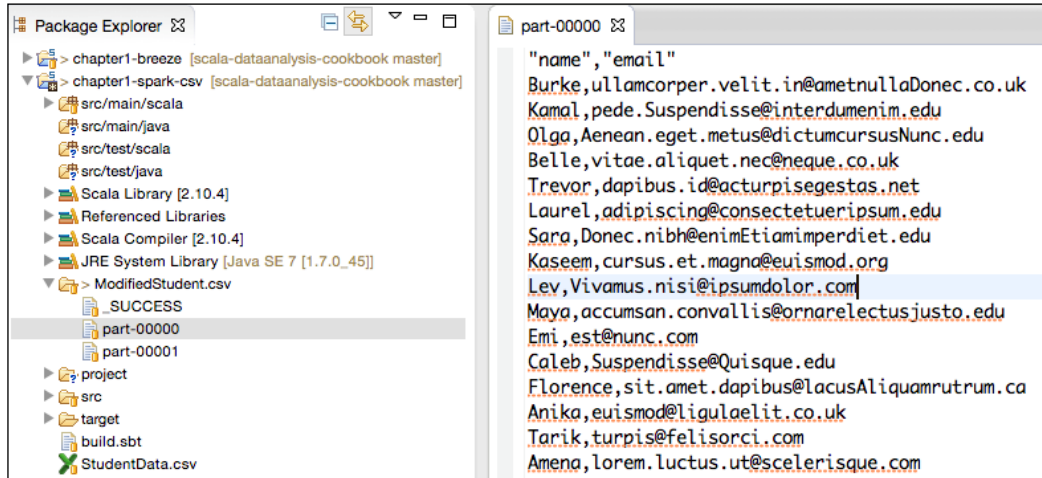 Package Explorer
> chapter1-breeze [scala-dataanalysis-cookbook master]
> chapter1-spark-csv [scala-dataanalysis-cookbook master]
src/main/scala
src/main/java
src/test/scala
src/test/java
Scala Library [2.10.4]
Referenced Libraries
Scala Compiler [2.10.4]
JRE System Library [Java SE 7 [1.7.0_45]]
> ModifiedStudent.csv
_SUCCESS
part-00000
part-00001
project
src
target
build.sbt
StudentData.csv
part-00000
"name","email"
Burke,ullamcorper.velit.in@ametnullaDonec.co.uk
Kamal,pede.Suspendisse@interdumenim.edu
Olga,Aenean.eget.metus@dictumcursusNunc.edu
Belle,vitae.aliquet.nec@neque.co.uk
Trevor,dapibus.id@acturpisegestas.net
Laurel,adipiscing@consectetueripsum.edu
Sara,Donec.nibh@enimEtiamimperdiet.edu
Kaseem,cursus.et.magna@euismod.org
Lev,Vivamus.nisi@ipsumdolor.com
Maya,accumsan.convallis@ornarelectusjusto.edu
Emi,est@nunc.com
Caleb,Suspendisse@Quisque.edu
Florence,sit.amet.dapibus@lacusAliquamrutrum.ca
Anika,euismod@ligulaelit.co.uk
Tarik,turpis@felisorci.com
Amena,lorem.luctus.ut@scelerisque.com